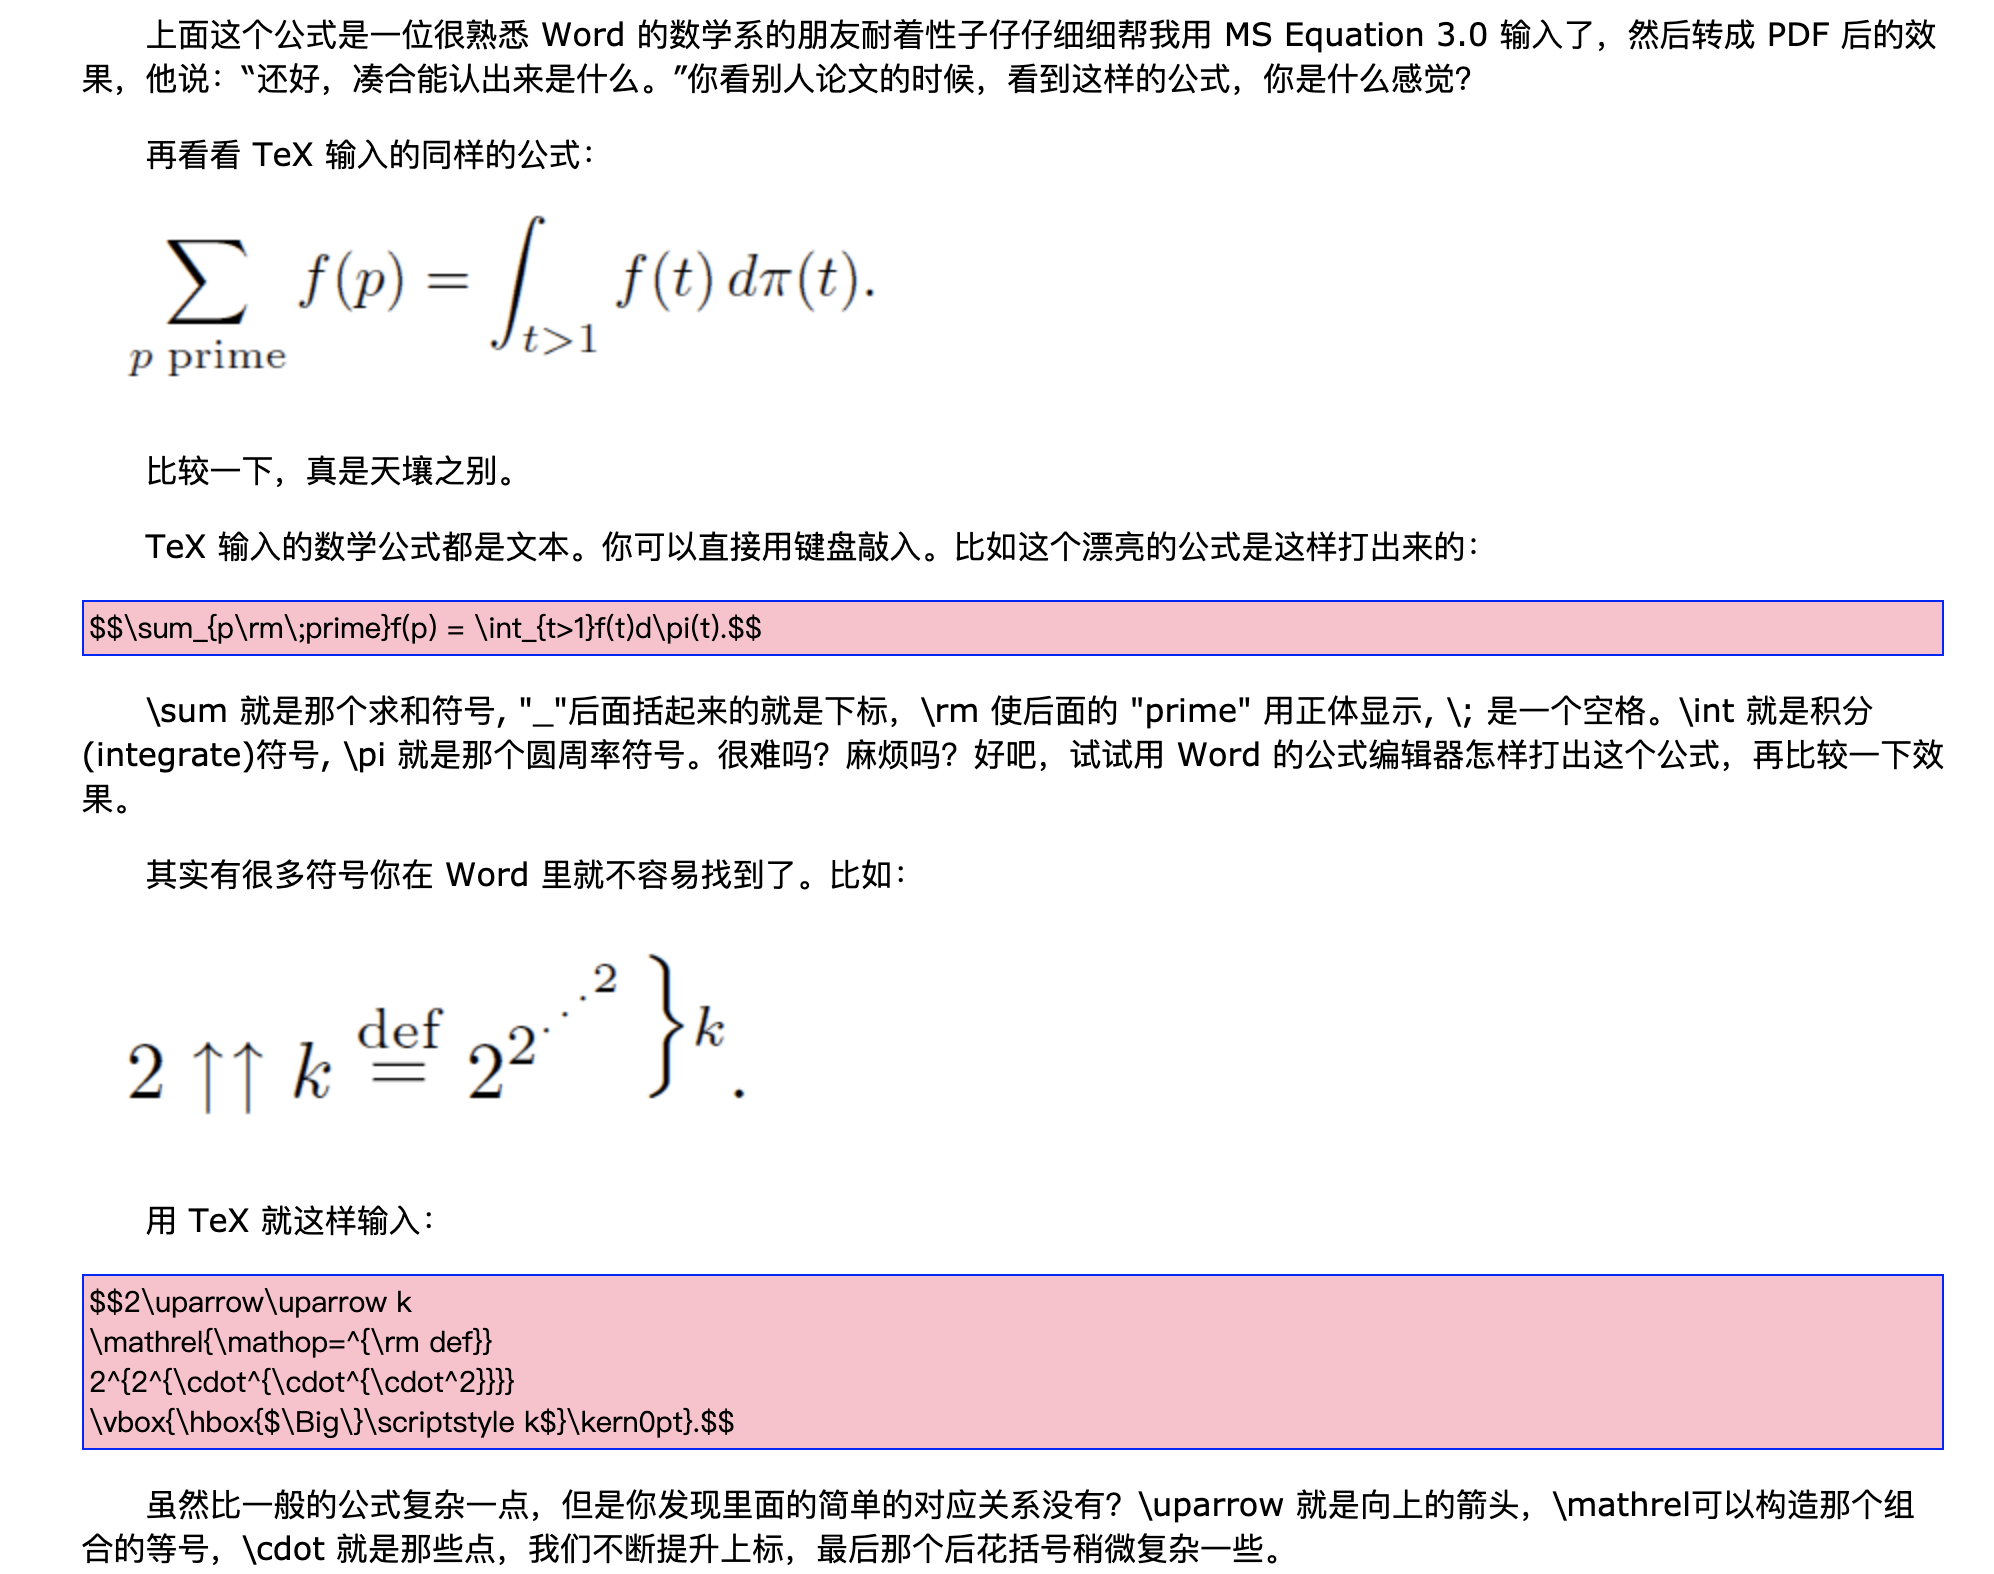 上面这个公式是一位很熟悉 Word 的数学系的朋友耐着性子仔仔细细帮我用 MS Equation 3.0 输入了，然后转成 PDF 后的效
果，他说：“还好，凑合能认出来是什么。”你看别人论文的时候，看到这样的公式，你是什么感觉？
再看看 TeX 输入的同样的公式：
∑_{p prime} f(p) = ∫_{t>1} f(t) dπ(t).
比较一下，真是天壤之别。
TeX 输入的数学公式都是文本。你可以直接用键盘敲入。比如这个漂亮的公式是这样打出来的：
$$\sum_{p\rm\;prime}f(p) = \int_{t>1}f(t)d\pi(t).$$
\sum 就是那个求和符号, "_"后面括起来的就是下标，\rm 使后面的 "prime" 用正体显示, \; 是一个空格。\int 就是积分
(integrate)符号, \pi 就是那个圆周率符号。很难吗？麻烦吗？好吧，试试用 Word 的公式编辑器怎样打出这个公式，再比较一下效
果。
其实有很多符号你在 Word 里就不容易找到了。比如：
2 ↑↑ k def= 2^{2^{⋅^{⋅^{⋅^2}}}} } k.
用 TeX 就这样输入：
$$2\uparrow\uparrow k
\mathrel{\mathop=^{\rm def}}
2^{2^{\cdot^{\cdot^{\cdot^2}}}}
\vbox{\hbox{$\Big\}\scriptstyle k$}\kern0pt}.$$
虽然比一般的公式复杂一点，但是你发现里面的简单的对应关系没有？\uparrow 就是向上的箭头，\mathrel可以构造那个组
合的等号，\cdot 就是那些点，我们不断提升上标，最后那个后花括号稍微复杂一些。